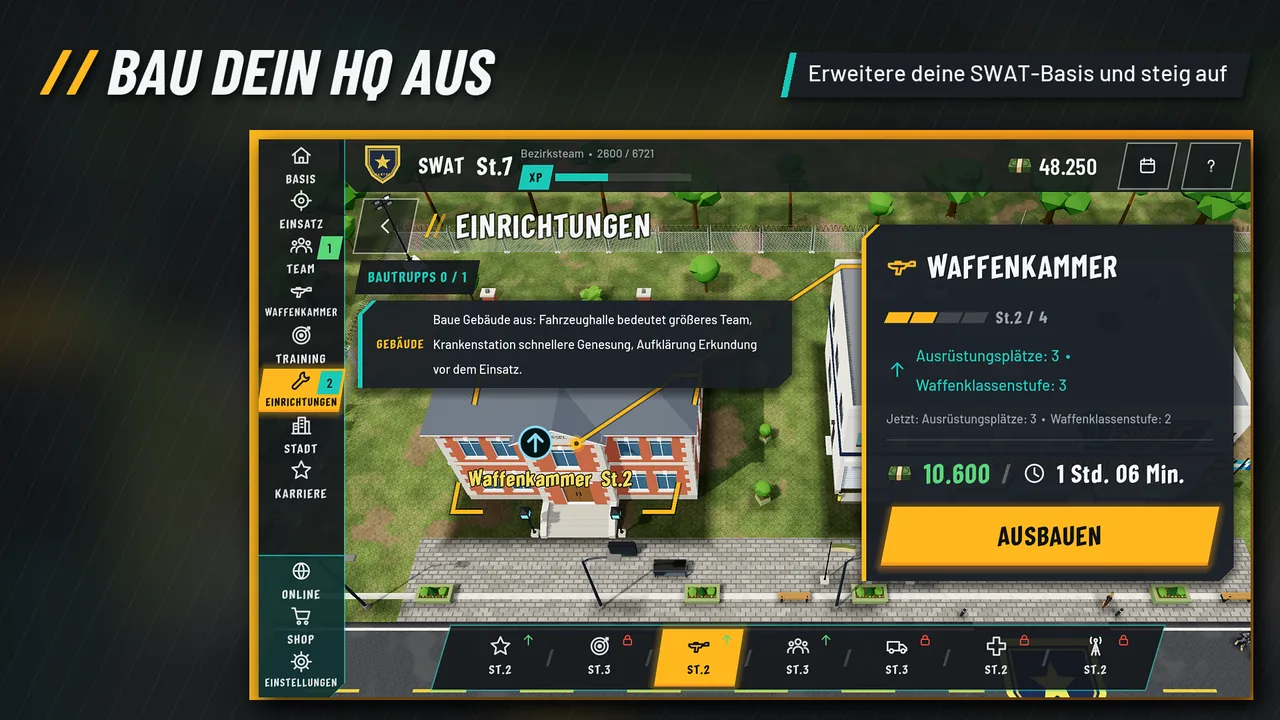 // BAU DEIN HQ AUS
Erweitere deine SWAT-Basis und steig auf
BASIS
EINSATZ
1
TEAM
WAFFENKAMMER
TRAINING
2
EINRICHTUNGEN
STADT
KARRIERE
ONLINE
SHOP
EINSTELLUNGEN
SWAT St.7
Bezirksteam • 2600 / 6721
XP
48.250
?
// EINRICHTUNGEN
BAUTRUPPS 0 / 1
GEBÄUDE
Baue Gebäude aus: Fahrzeughalle bedeutet größeres Team,
Krankenstation schnellere Genesung, Aufklärung Erkundung
vor dem Einsatz.
Waffenkammer St.2
WAFFENKAMMER
St.2 / 4
Ausrüstungsplätze: 3 •
Waffenklassenstufe: 3
Jetzt: Ausrüstungsplätze: 3 • Waffenklassenstufe: 2
10.600 / 1 Std. 06 Min.
AUSBAUEN
ST.2 / ST.3 / ST.2 / ST.3 / ST.3 / ST.2 / ST.2